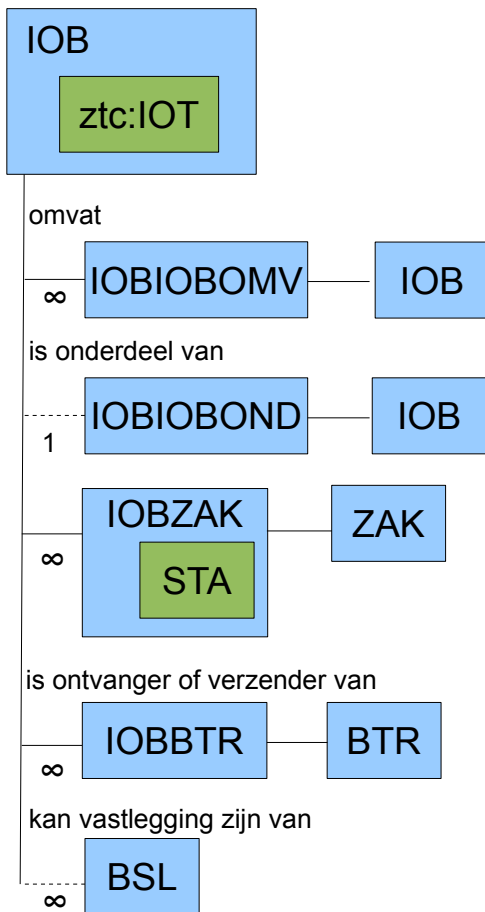 IOB
ztc:IOT
omvat
∞
IOBIOBOMV
IOB
is onderdeel van
1
IOBIOBOND
IOB
∞
IOBZAK
STA
ZAK
is ontvanger of verzender van
∞
IOBBTR
BTR
kan vastlegging zijn van
∞
BSL